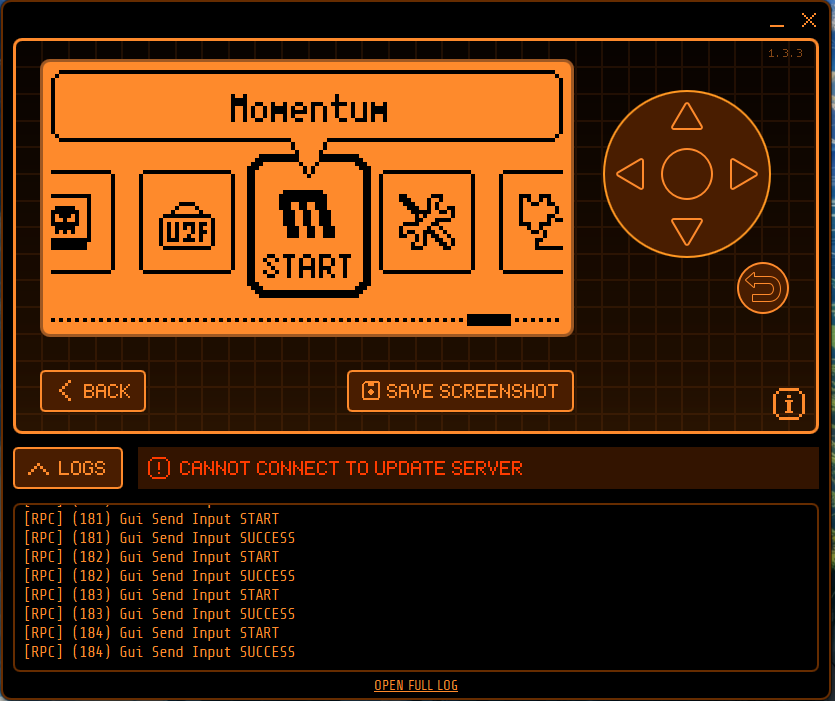 1.3.3
Momentum
U2F
START
BACK
SAVE SCREENSHOT
i
LOGS
! CANNOT CONNECT TO UPDATE SERVER
[RPC] (181) Gui Send Input START
[RPC] (181) Gui Send Input SUCCESS
[RPC] (182) Gui Send Input START
[RPC] (182) Gui Send Input SUCCESS
[RPC] (183) Gui Send Input START
[RPC] (183) Gui Send Input SUCCESS
[RPC] (184) Gui Send Input START
[RPC] (184) Gui Send Input SUCCESS
OPEN FULL LOG